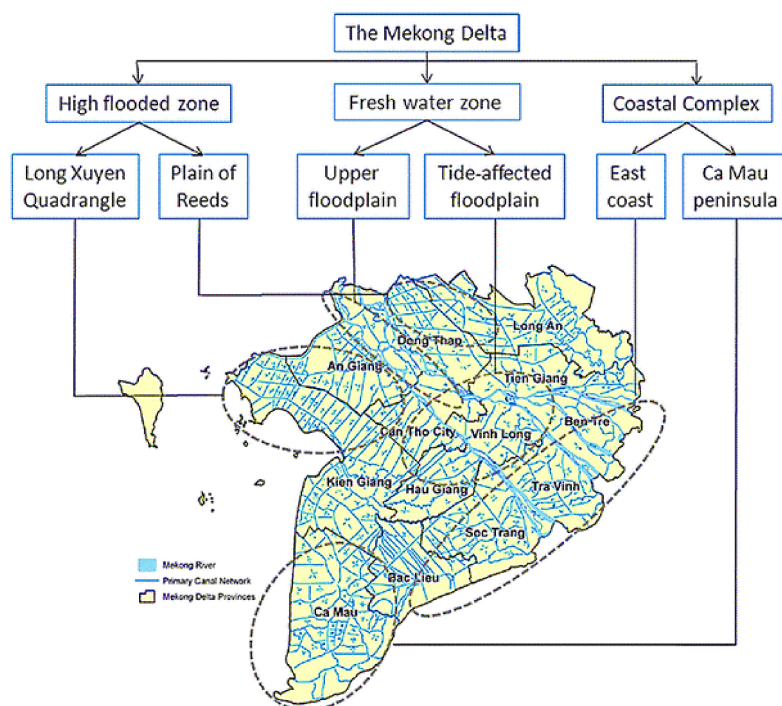 The Mekong Delta
High flooded zone
Fresh water zone
Coastal Complex
Long Xuyen
Quadrangle
Plain of
Reeds
Upper
floodplain
Tide-affected
floodplain
East
coast
Ca Mau
peninsula
Long An
Dong Thap
An Giang
Tien Giang
Ben Tre
Can Tho City
Vinh Long
Kien Giang
Hau Giang
Tra Vinh
Soc Trang
Bac Lieu
Ca Mau
Mekong River
Primary Canal Network
Mekong Delta Provinces